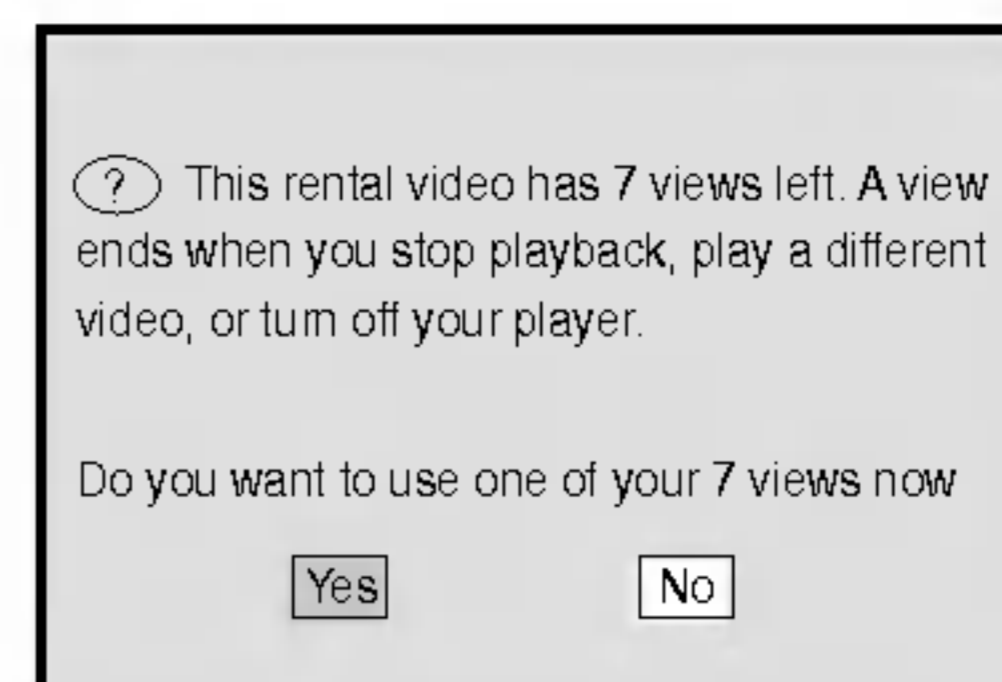 ? This rental video has 7 views left. A view
ends when you stop playback, play a different
video, or turn off your player.
Do you want to use one of your 7 views now
Yes No